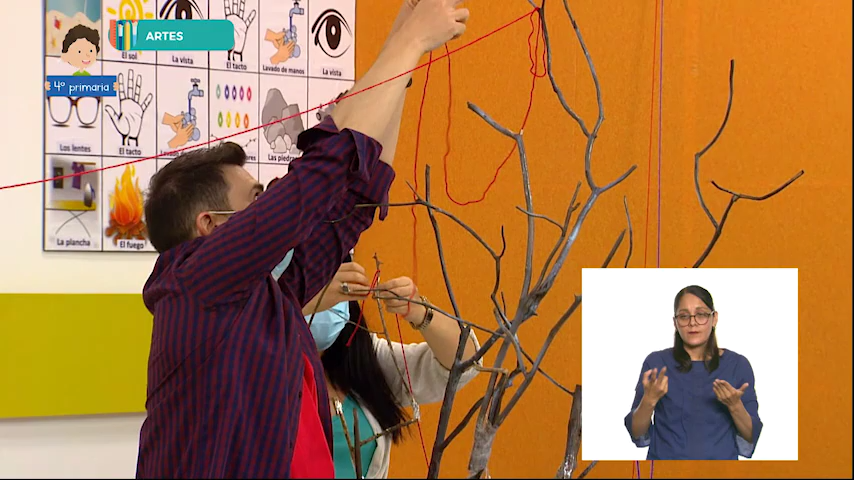 ARTES
4° primaria
El sol
La vista
El tacto
Lavado de manos
La vista
Los lentes
El tacto
Las piedr
La plancha
El fuego